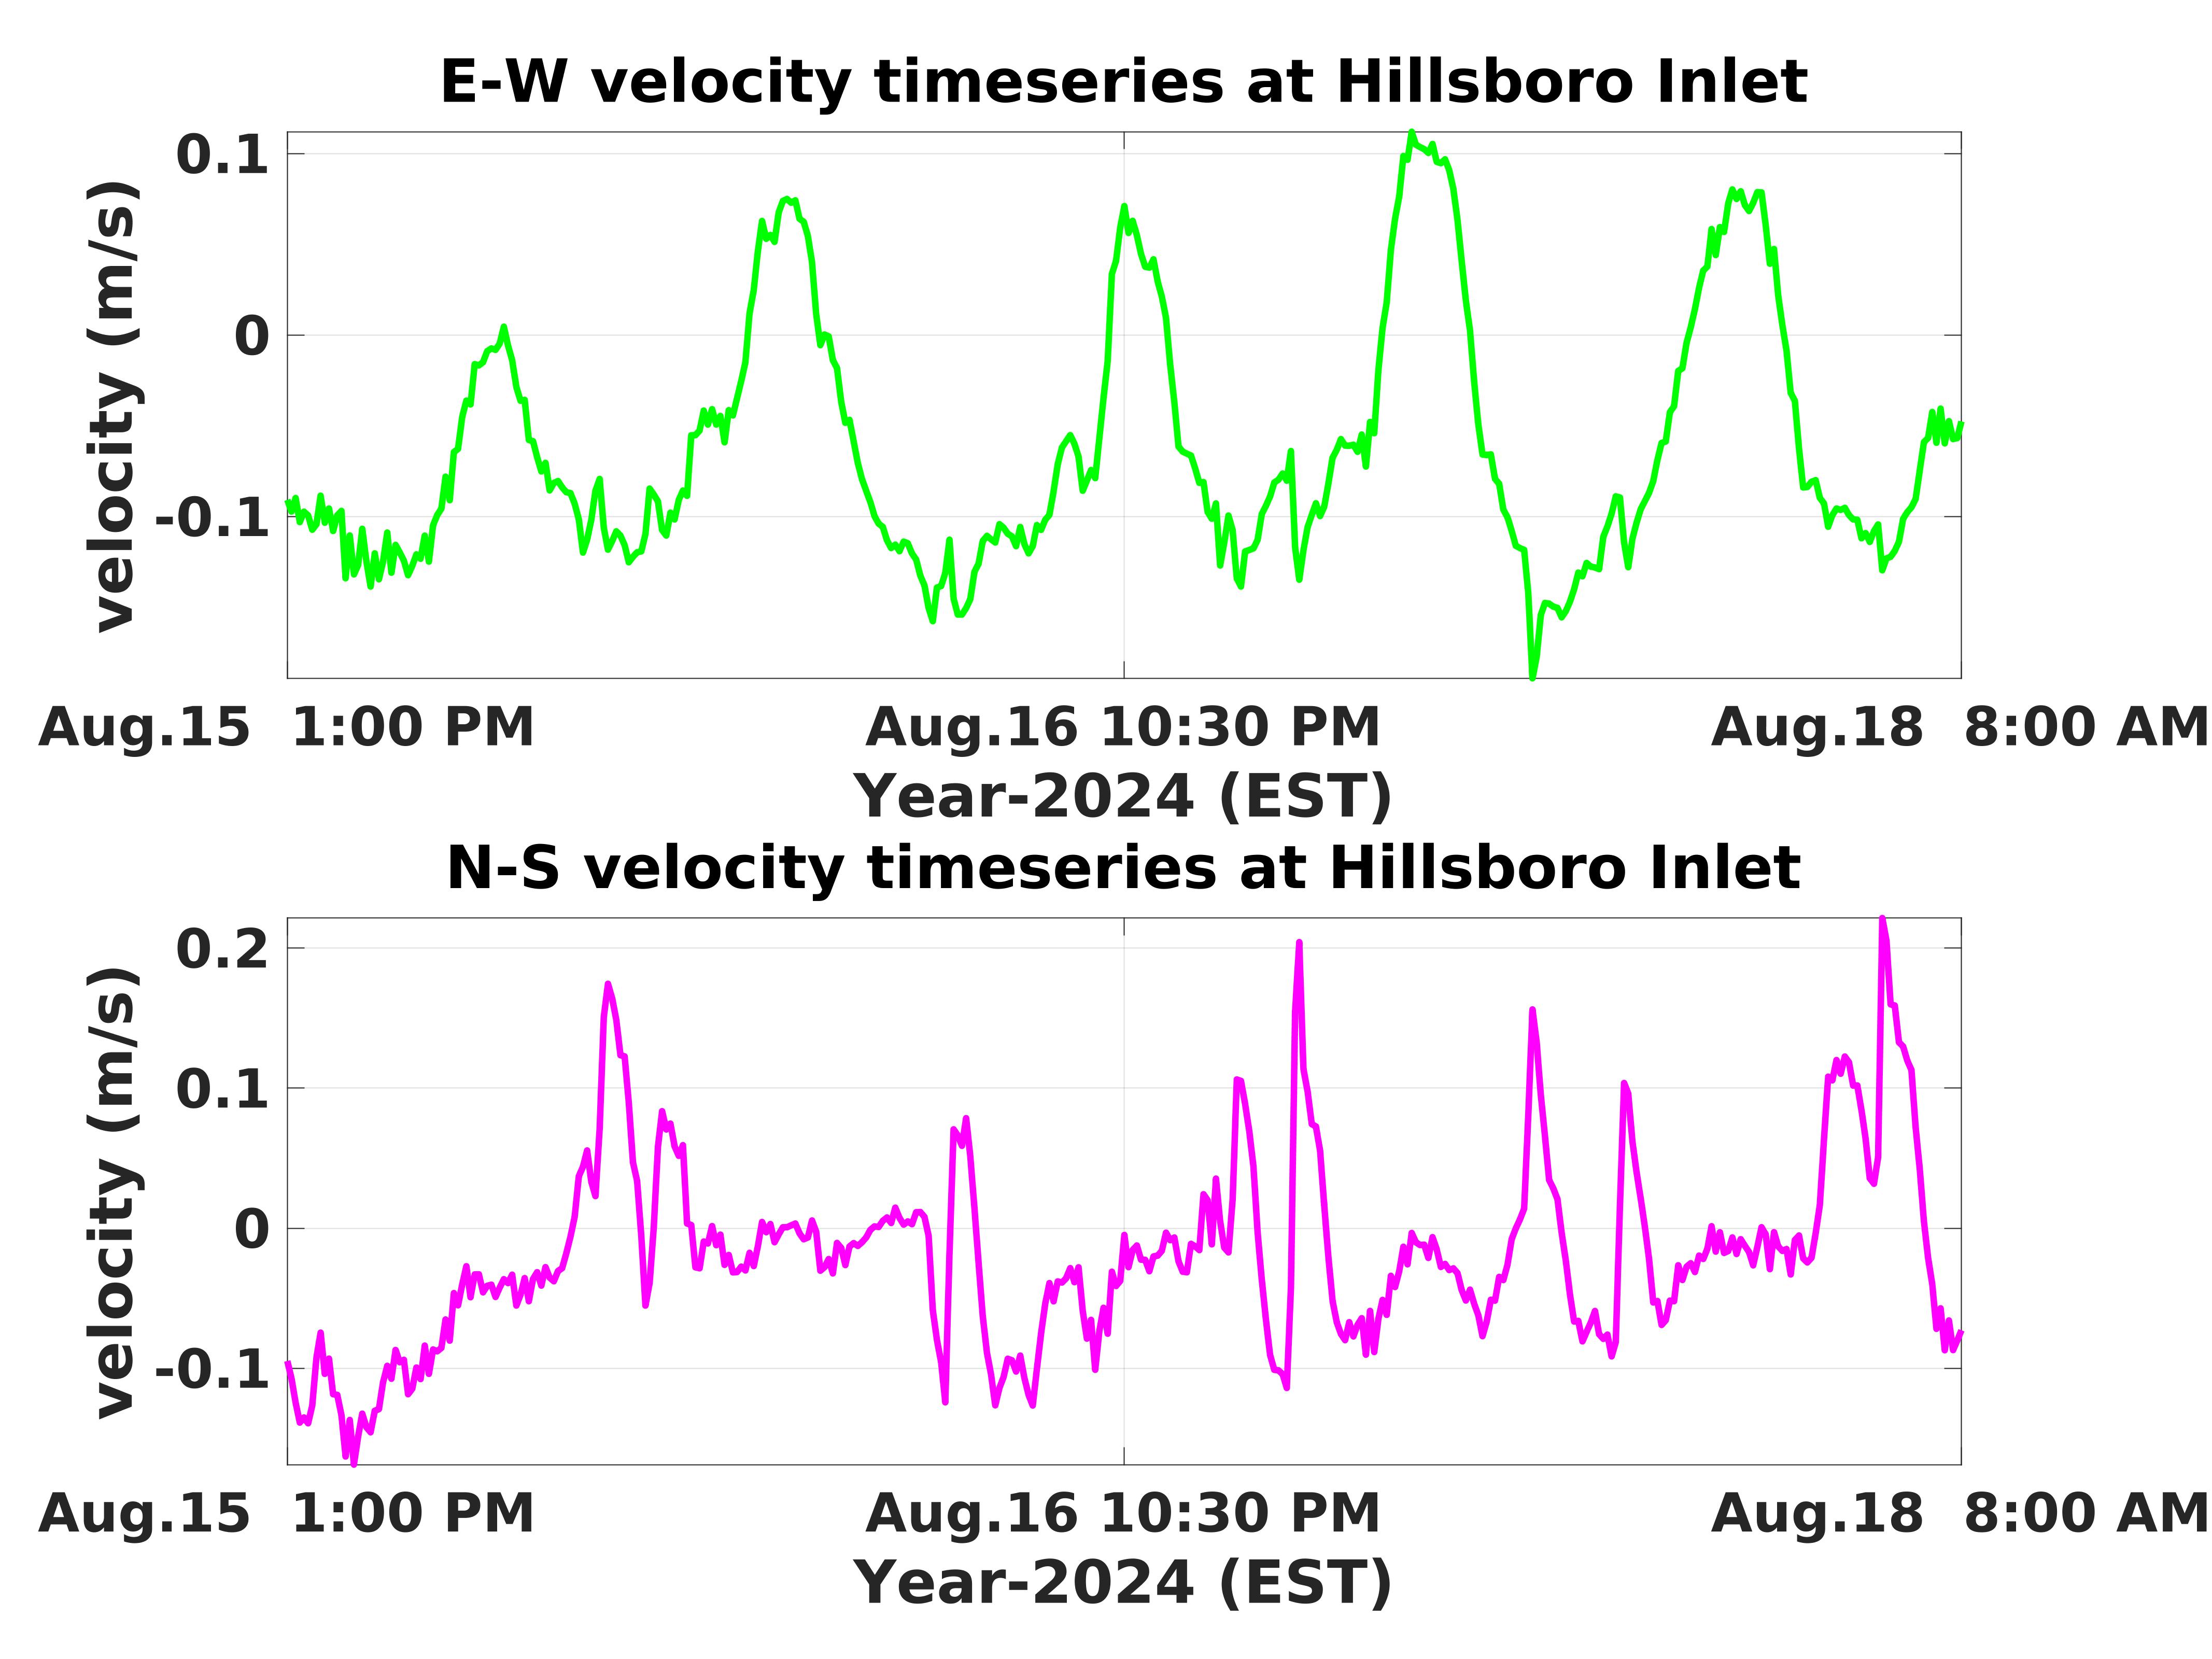 E-W velocity timeseries at Hillsboro Inlet
velocity (m/s)
0.1
0
-0.1
Aug.15 1:00 PM
Aug.16 10:30 PM
Aug.18 8:00 AM
Year-2024 (EST)
N-S velocity timeseries at Hillsboro Inlet
velocity (m/s)
0.2
0.1
0
-0.1
Aug.15 1:00 PM
Aug.16 10:30 PM
Aug.18 8:00 AM
Year-2024 (EST)